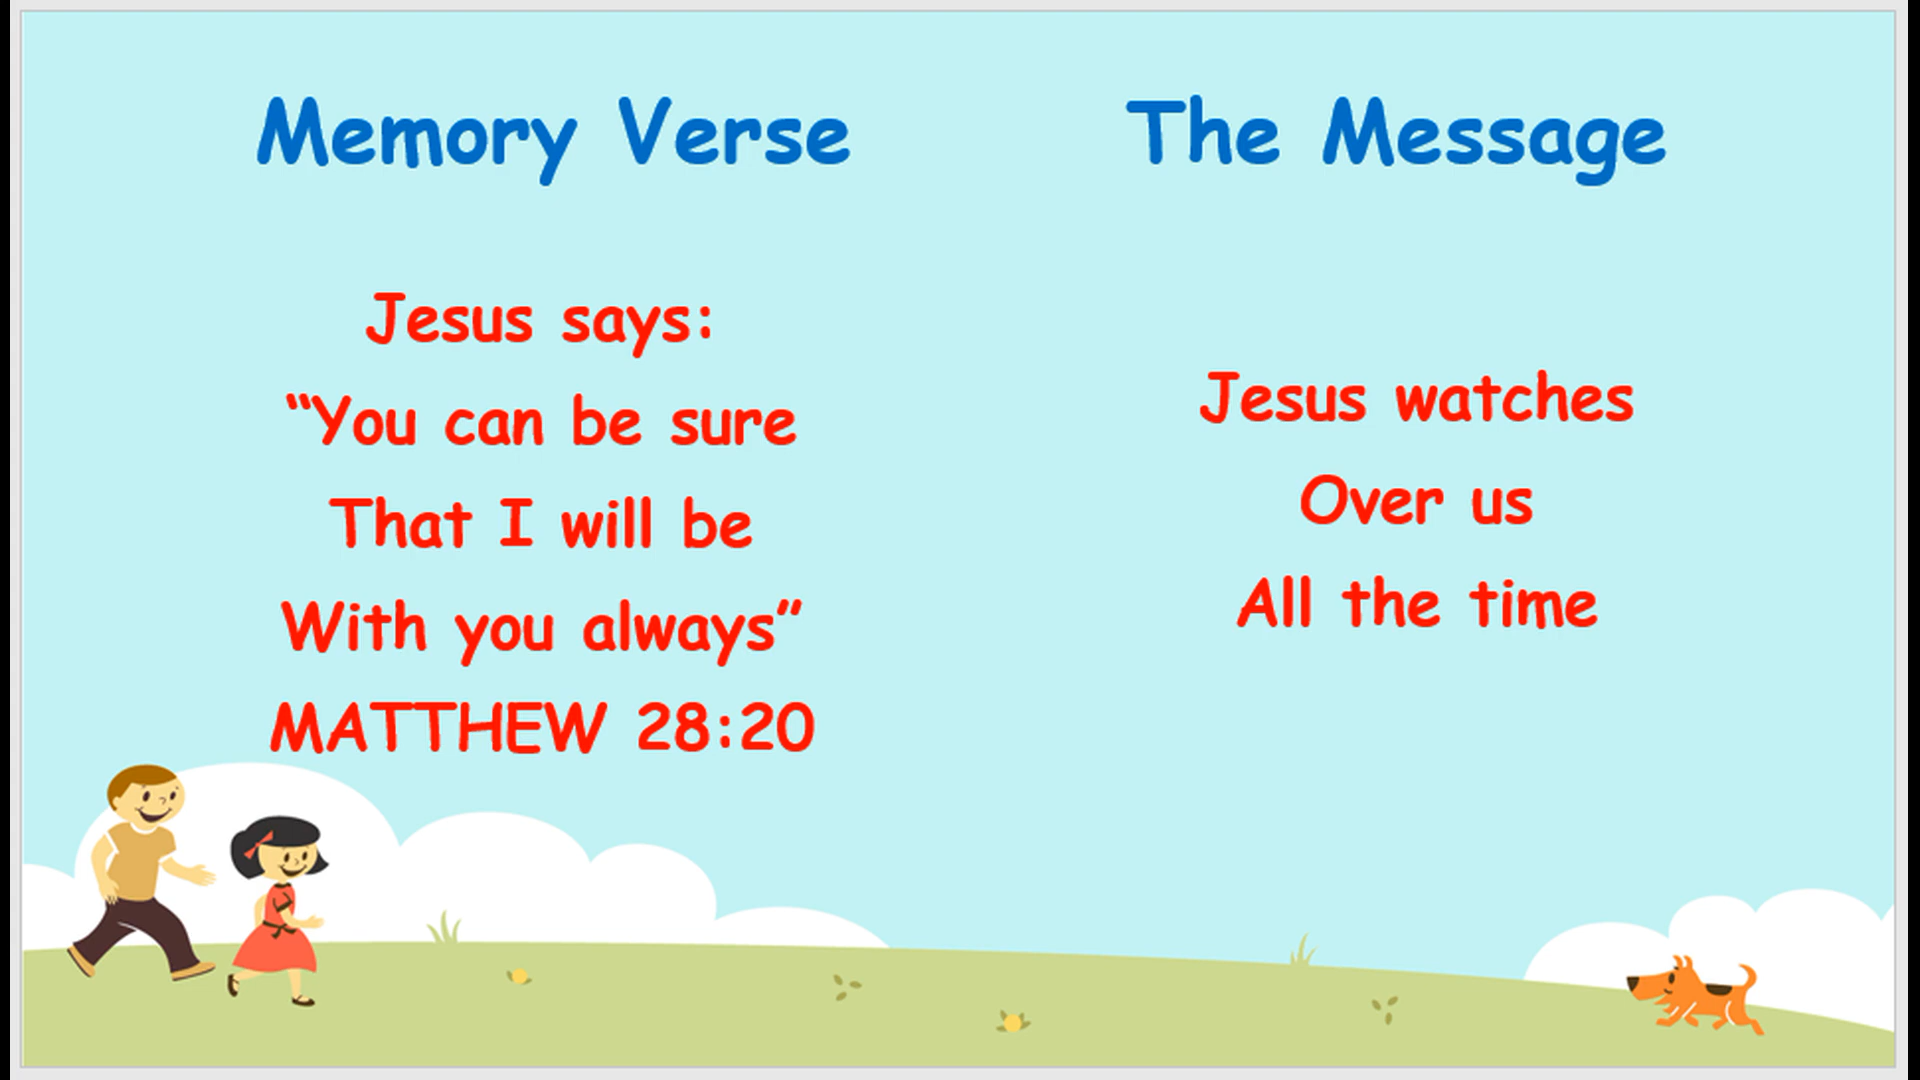 Memory Verse
Jesus says:
“You can be sure
That I will be
With you always”
MATTHEW 28:20
The Message
Jesus watches
Over us
All the time